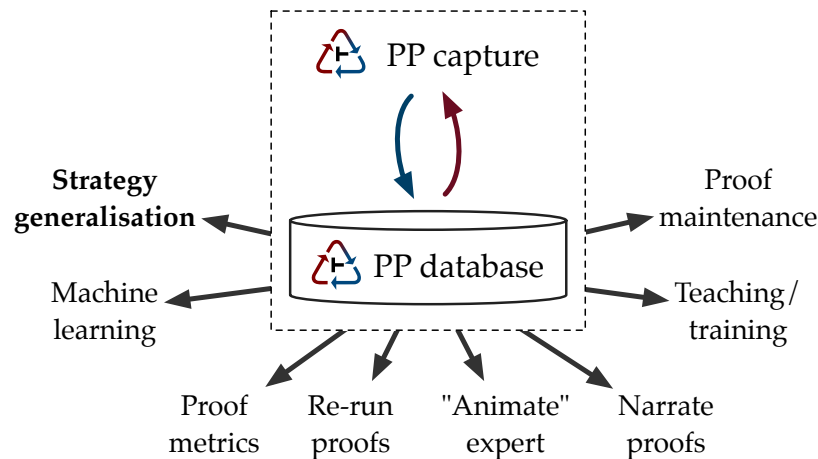 PP capture
Strategy
generalisation
Proof
maintenance
PP database
Machine
learning
Teaching/
training
Proof
metrics
Re-run
proofs
"Animate"
expert
Narrate
proofs